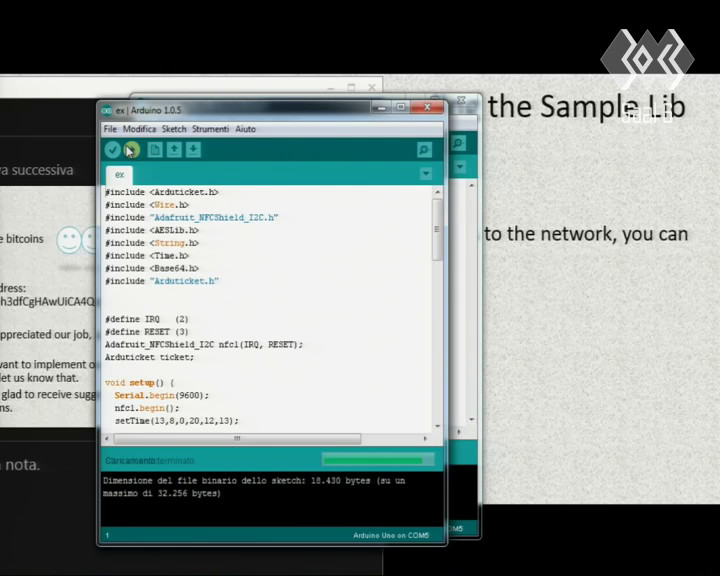 the Sample Lib
ex | Arduino 1.0.5
File Modifica Sketch Strumenti Aiuto
va successiva
ex
#include <Arduticket.h>
#include <Wire.h>
#include "Adafruit_NFCShield_I2C.h"
#include <AESLib.h>
#include <String.h>
#include <Time.h>
#include <Base64.h>
#include "Arduticket.h"
e bitcoins
to the network, you can
dress:
h3dfCgHAwUiCA4Q
#define IRQ (2)
#define RESET (3)
Adafruit_NFCShield_I2C nfcl(IRQ, RESET);
Arduticket ticket;
ppreciated our job,
want to implement o
let us know that.
glad to receive sugg
ns.
void setup() {
Serial.begin(9600);
nfcl.begin();
setTime(13,8,0,20,12,13);
Caricamento terminato
nota.
Dimensione del file binario dello sketch: 18.430 bytes (su un
massimo di 32.256 bytes)
1
Arduino Uno on COM5
OM5